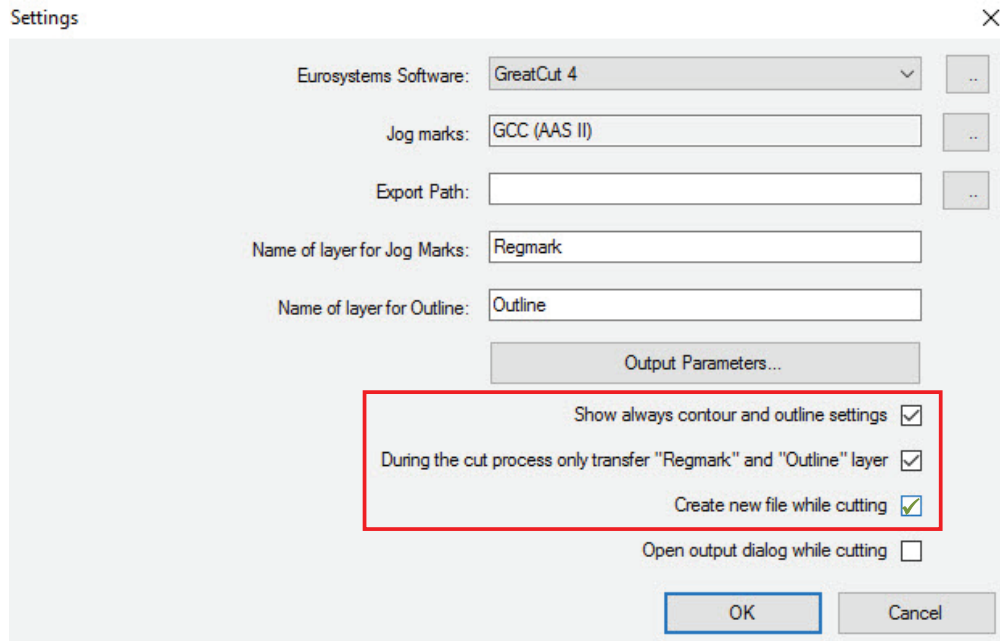 Settings
Eurosystems Software: GreatCut 4 ..
Jog marks: GCC (AAS II) ..
Export Path: ..
Name of layer for Jog Marks: Regmark
Name of layer for Outline: Outline
Output Parameters...
Show always contour and outline settings
During the cut process only transfer "Regmark" and "Outline" layer
Create new file while cutting
Open output dialog while cutting
OK Cancel